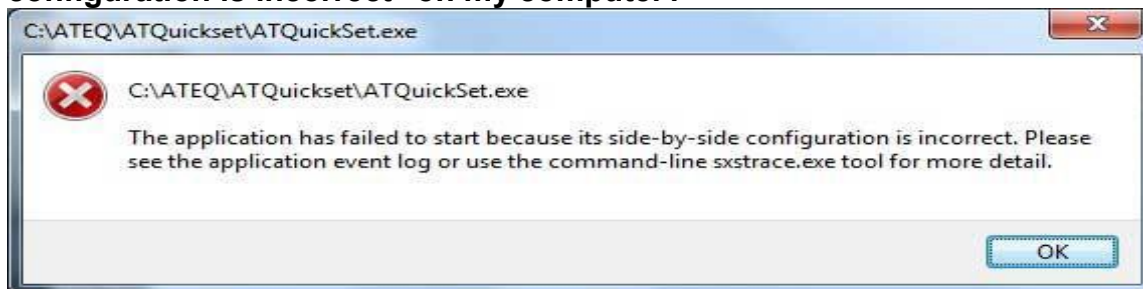 configuration is incorrect" on my computer?
C:\ATEQ\ATQuickset\ATQuickSet.exe
C:\ATEQ\ATQuickset\ATQuickSet.exe
The application has failed to start because its side-by-side configuration is incorrect. Please
see the application event log or use the command-line sxstrace.exe tool for more detail.
OK